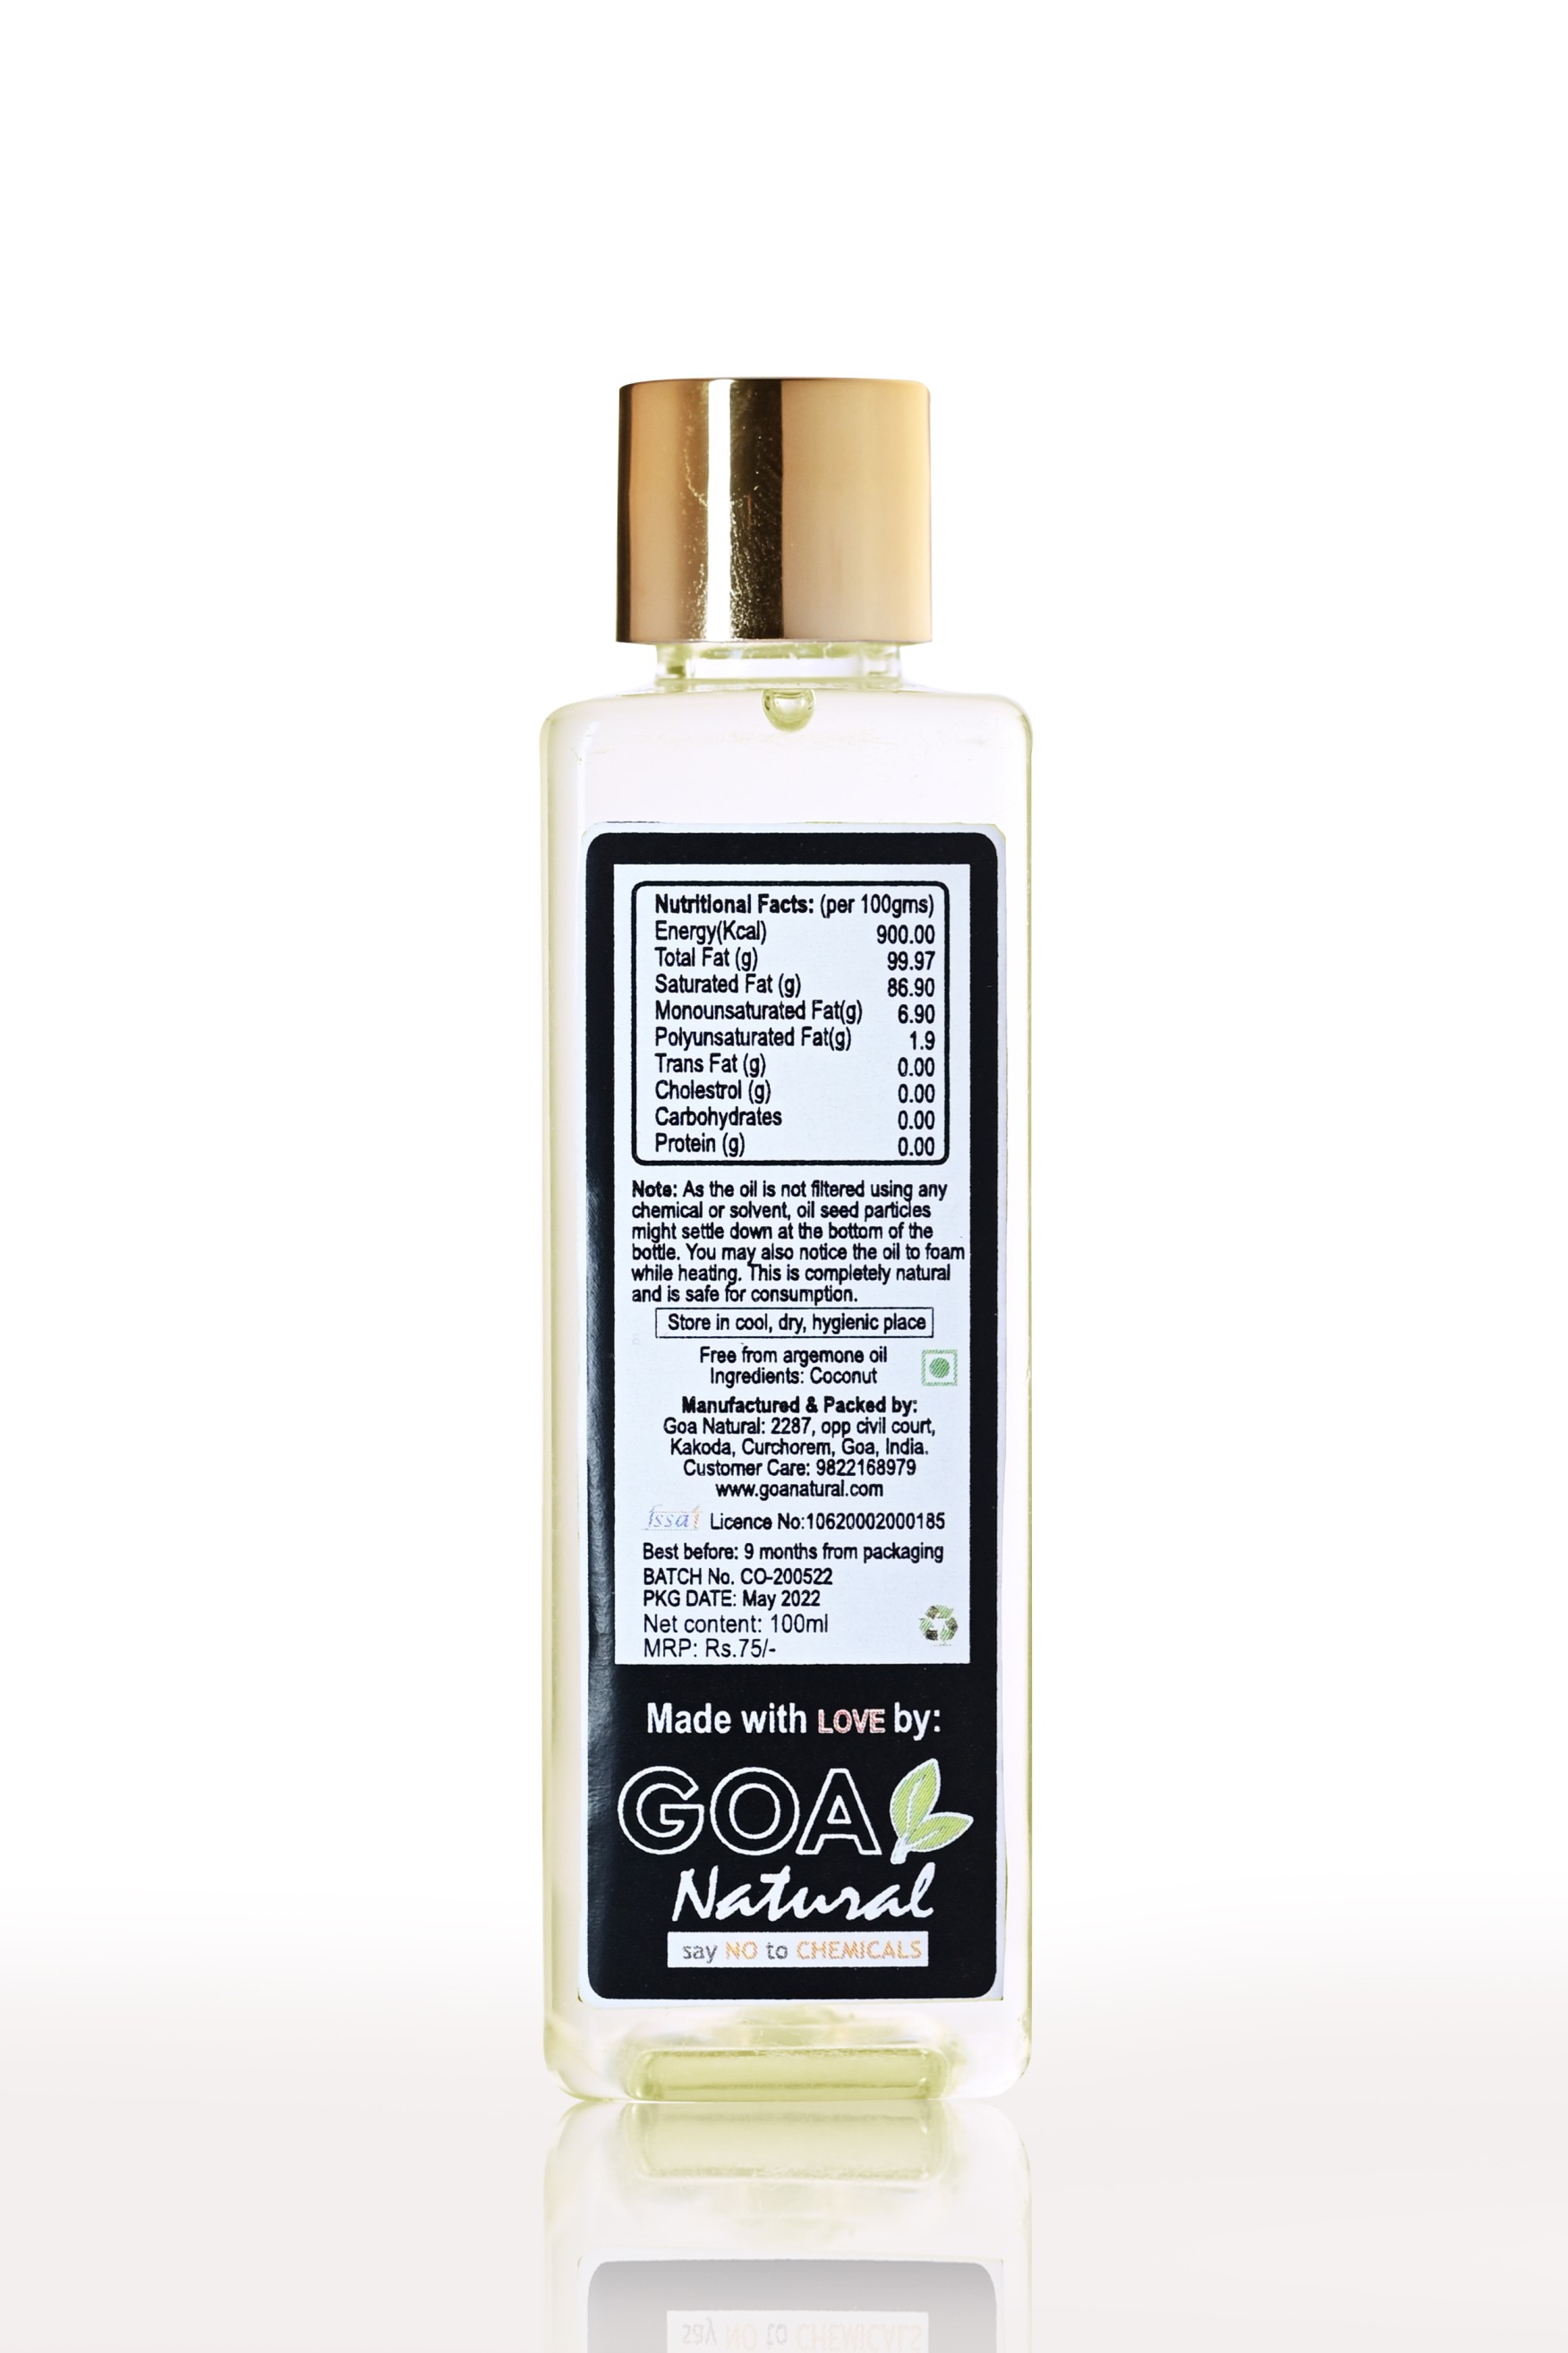 Nutritional Facts: (per 100gms)
Energy(Kcal) 900.00
Total Fat (g) 99.97
Saturated Fat (g) 86.90
Monounsaturated Fat(g) 6.90
Polyunsaturated Fat(g) 1.9
Trans Fat (g) 0.00
Cholestrol (g) 0.00
Carbohydrates 0.00
Protein (g) 0.00
Note: As the oil is not filtered using any
chemical or solvent, oil seed particles
might settle down at the bottom of the
bottle. You may also notice the oil to foam
while heating. This is completely natural
and is safe for consumption.
Store in cool, dry, hygienic place
Free from argemone oil
Ingredients: Coconut
Manufactured & Packed by:
Goa Natural: 2287, opp civil court,
Kakoda, Curchorem, Goa, India.
Customer Care: 9822168979
www.goanatural.com
fssai Licence No:10620002000185
Best before: 9 months from packaging
BATCH No. CO-200522
PKG DATE: May 2022
Net content: 100ml
MRP: Rs.75/-
Made with LOVE by:
GOA
Natural
say NO to CHEMICALS